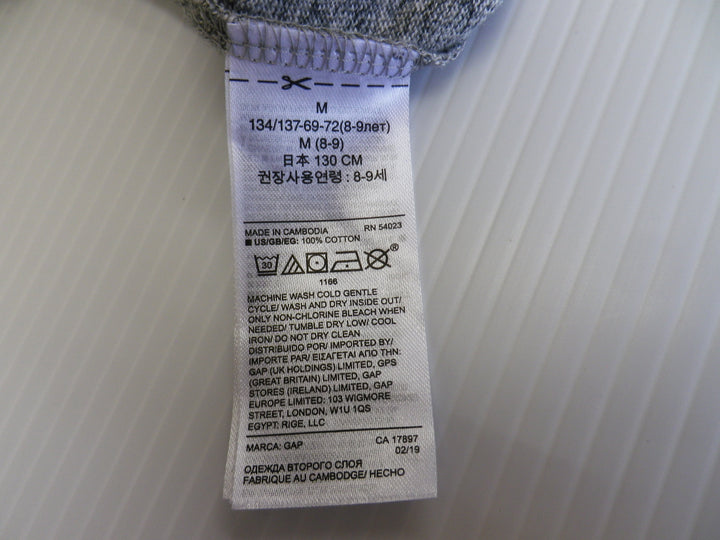 M
134/137-69-72(8-9лет)
M (8-9)
日本 130 CM
권장사용연령 : 8-9세
MADE IN CAMBODIA RN 54023
US/GB/EG: 100% COTTON
30 ®
1166
MACHINE WASH COLD GENTLE
CYCLE/ WASH AND DRY INSIDE OUT/
ONLY NON-CHLORINE BLEACH WHEN
NEEDED/ TUMBLE DRY LOW/ COOL
IRON/ DO NOT DRY CLEAN
DISTRIBUIDO POR/ IMPORTED BY/
IMPORTE PAR/ ΕΙΣΑΓΕΤΑΙ ΑΠΟ ΤΗΝ:
GAP (UK HOLDINGS) LIMITED, GPS
(GREAT BRITAIN) LIMITED, GAP
STORES (IRELAND) LIMITED, GAP
EUROPE LIMITED: 103 WIGMORE
STREET, LONDON, W1U 1QS
EGYPT: RIGE, LLC
MARCA: GAP CA 17897
02/19
ОДЕЖДА ВТОРОГО СЛОЯ
FABRIQUE AU CAMBODGE/ HECHO